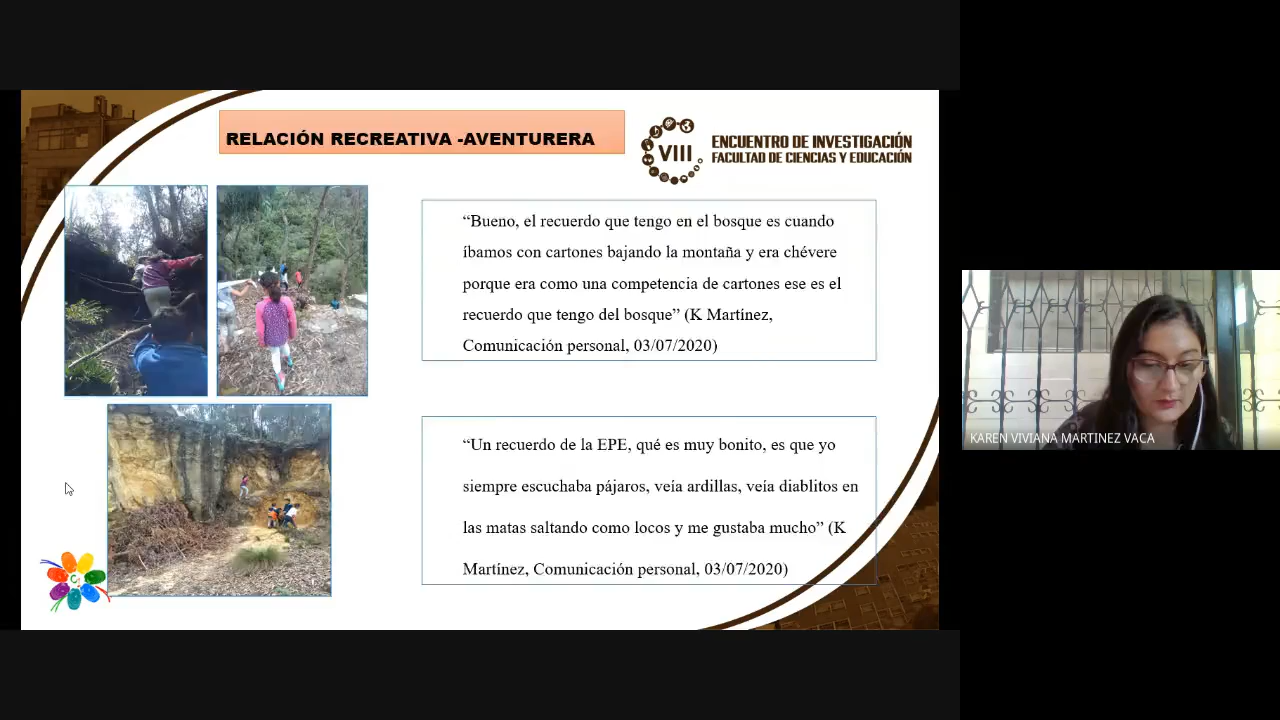 RELACIÓN RECREATIVA -AVENTURERA
VIII
ENCUENTRO DE INVESTIGACIÓN
FACULTAD DE CIENCIAS Y EDUCACIÓN
“Bueno, el recuerdo que tengo en el bosque es cuando
íbamos con cartones bajando la montaña y era chévere
porque era como una competencia de cartones ese es el
recuerdo que tengo del bosque” (K Martínez,
Comunicación personal, 03/07/2020)
“Un recuerdo de la EPE, qué es muy bonito, es que yo
siempre escuchaba pájaros, veía ardillas, veía diablitos en
las matas saltando como locos y me gustaba mucho” (K
Martínez, Comunicación personal, 03/07/2020)
KAREN VIVIANA MARTINEZ VACA